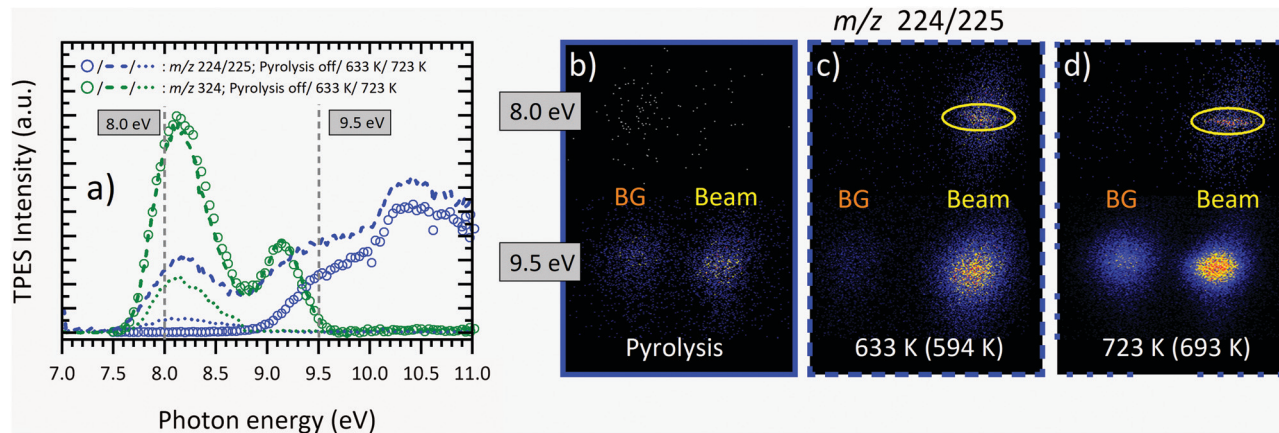 m/z 224/225
○/ – – / ···· : m/z 224/225; Pyrolysis off/ 633 K/ 723 K
○/ – – / ···· : m/z 324; Pyrolysis off/ 633 K/ 723 K
8.0 eV
9.5 eV
a)
TPES Intensity (a.u.)
7.0 7.5 8.0 8.5 9.0 9.5 10.0 10.5 11.0
Photon energy (eV)
b)
8.0 eV
BG Beam
9.5 eV
Pyrolysis
c)
BG Beam
633 K (594 K)
d)
BG Beam
723 K (693 K)